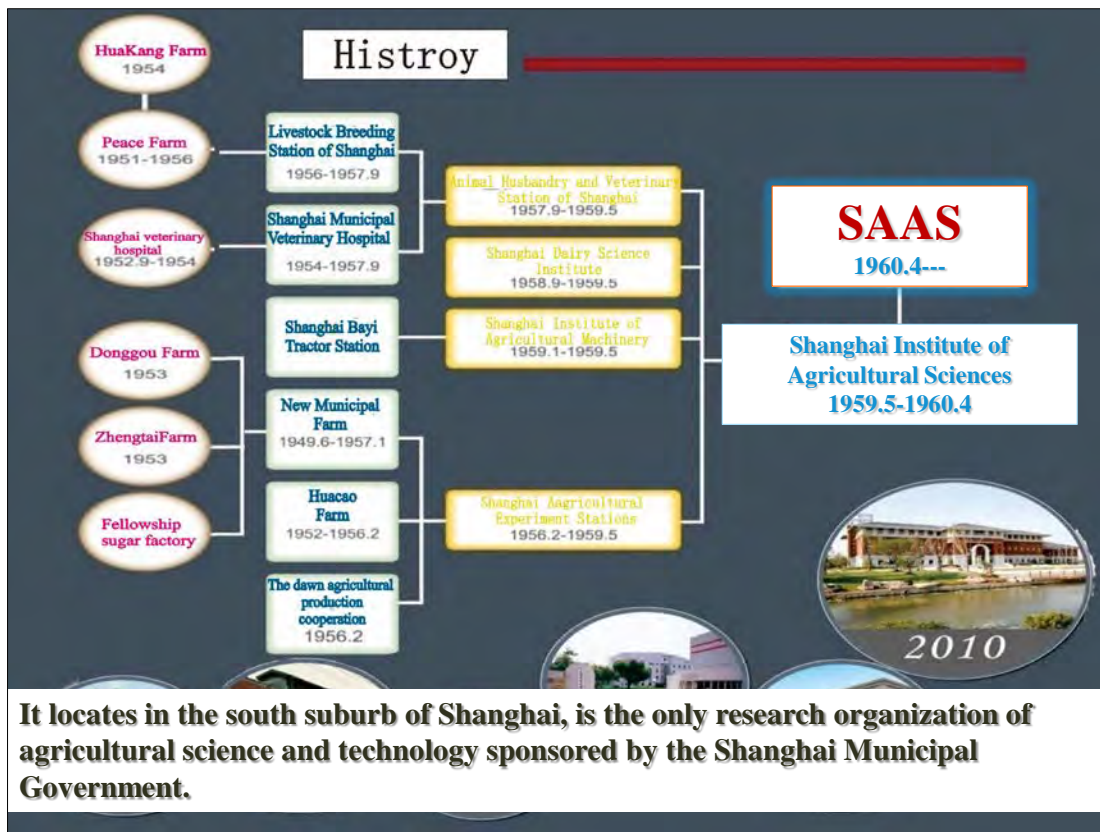 Histroy
HuaKang Farm
1954
Peace Farm
1951-1956
Shanghai veterinary
hospital
1952.9-1954
Donggou Farm
1953
ZhengtaiFarm
1953
Fellowship
sugar factory
Livestock Breeding
Station of Shanghai
1956-1957.9
Shanghai Municipal
Veterinary Hospital
1954-1957.9
Shanghai Bayi
Tractor Station
New Municipal
Farm
1949.6-1957.1
Huacao
Farm
1952-1956.2
The dawn agricultural
production
cooperation
1956.2
Animal Husbandry and Veterinary
Station of Shanghai
1957.9-1959.5
Shanghai Dairy Science
Institute
1958.9-1959.5
Shanghai Institute of
Agricultural Machinery
1959.1-1959.5
Shanghai Aagricultural
Experiment Stations
1956.2-1959.5
SAAS
1960.4---
Shanghai Institute of
Agricultural Sciences
1959.5-1960.4
2010
It locates in the south suburb of Shanghai, is the only research organization of
agricultural science and technology sponsored by the Shanghai Municipal
Government.